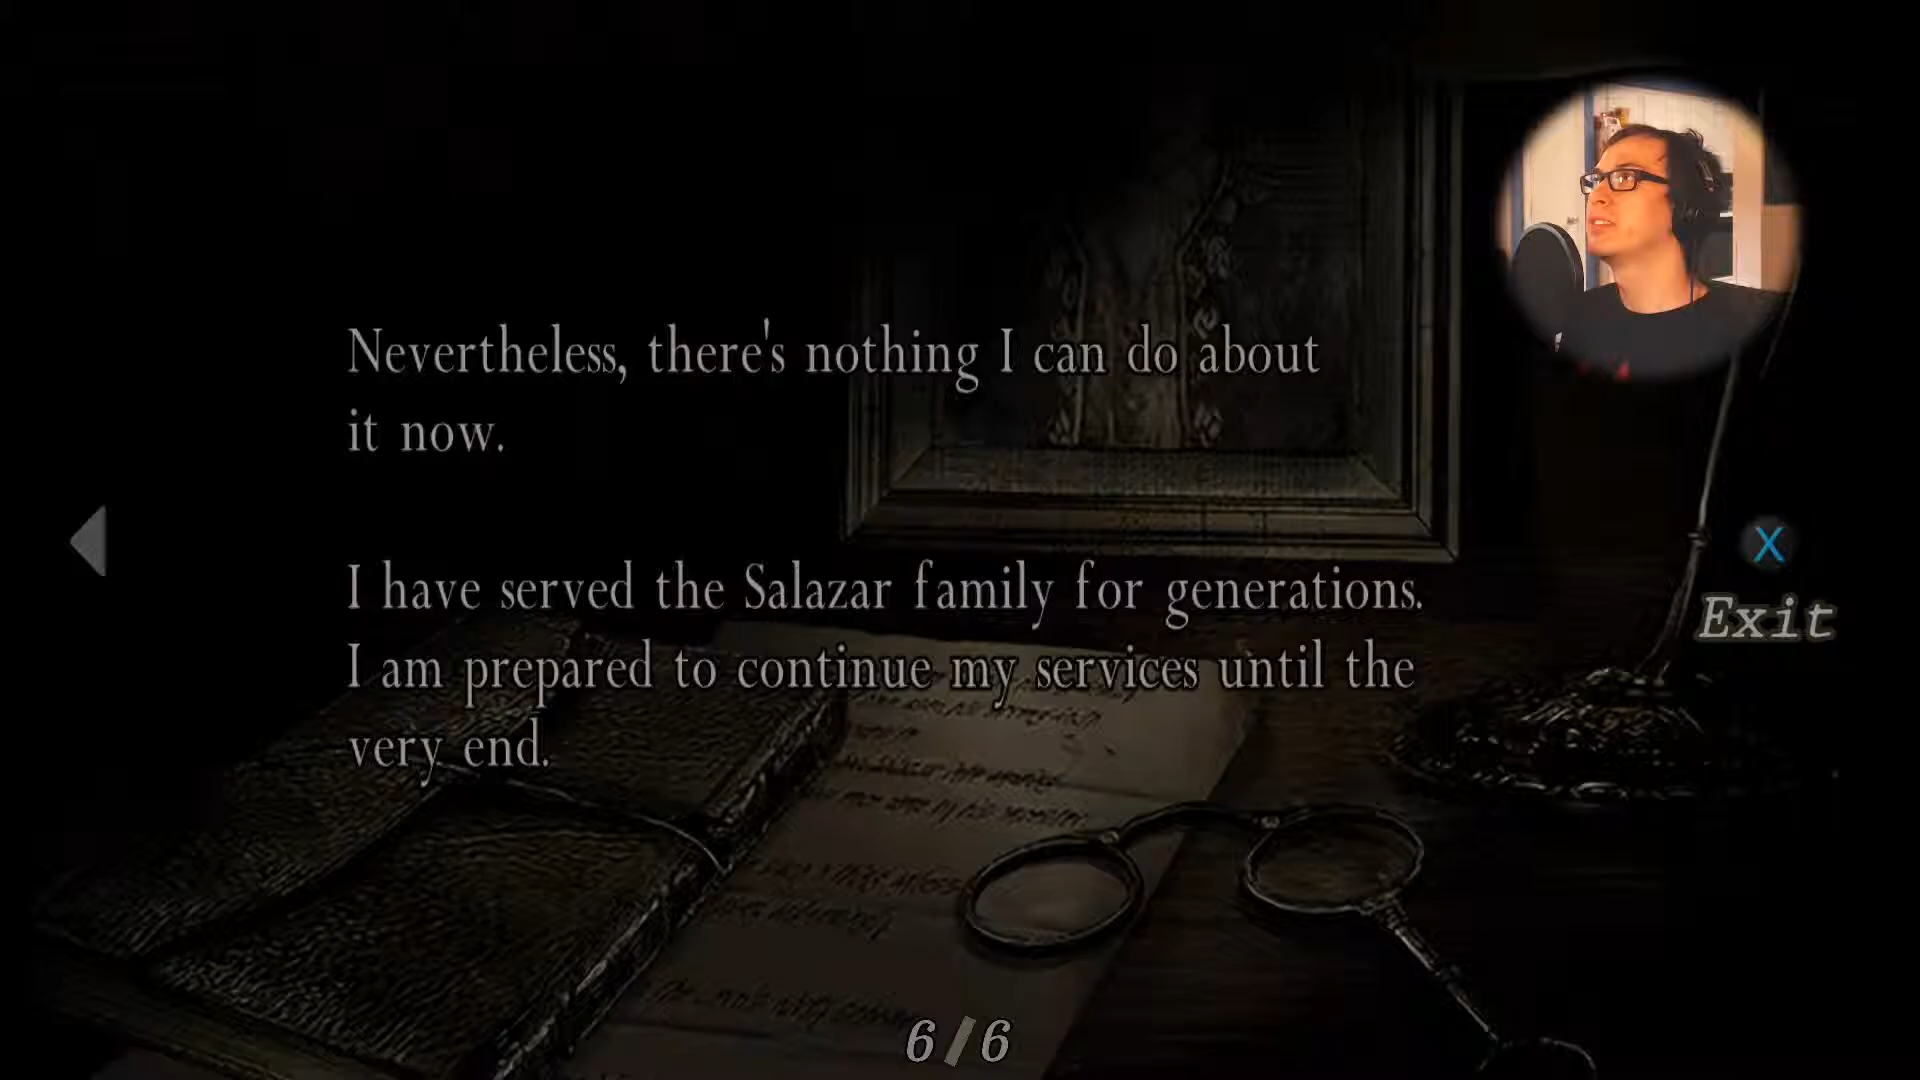 Nevertheless, there's nothing I can do about
it now.
I have served the Salazar family for generations.
I am prepared to continue my services until the
very end.
X
Exit
6/6